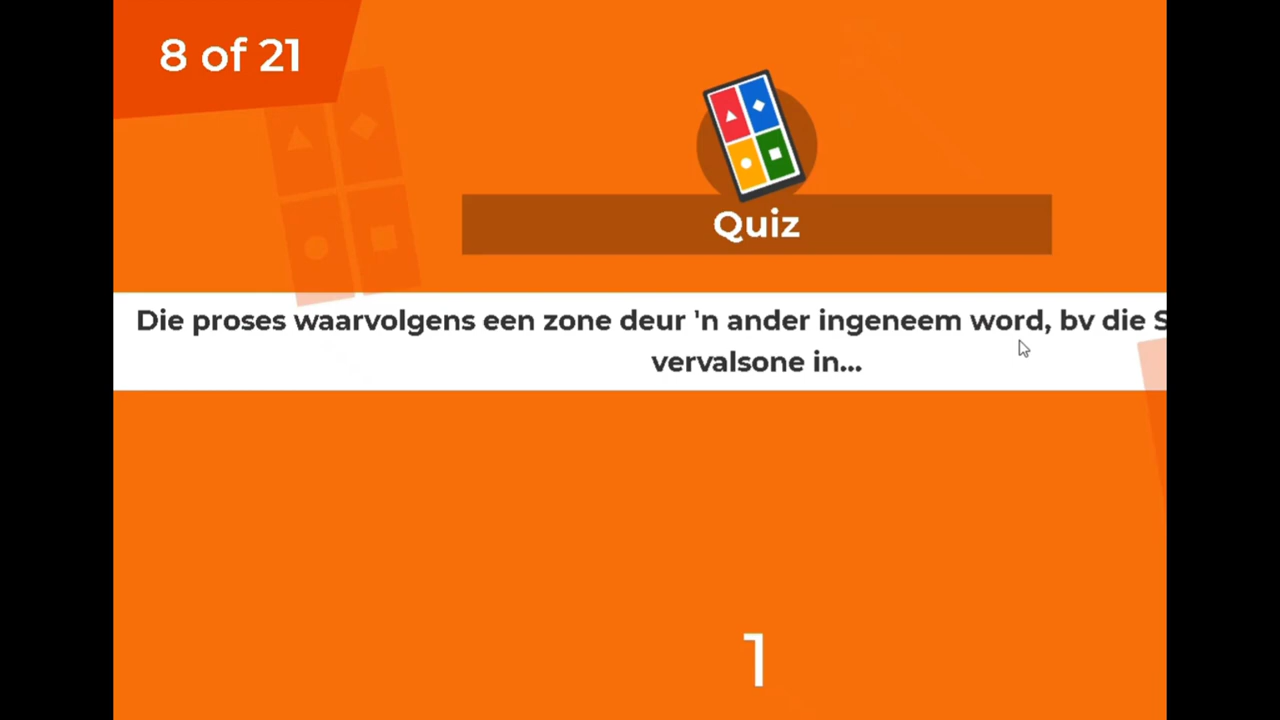 8 of 21
Quiz
Die proses waarvolgens een zone deur 'n ander ingeneem word, bv die
vervalsone in...
1